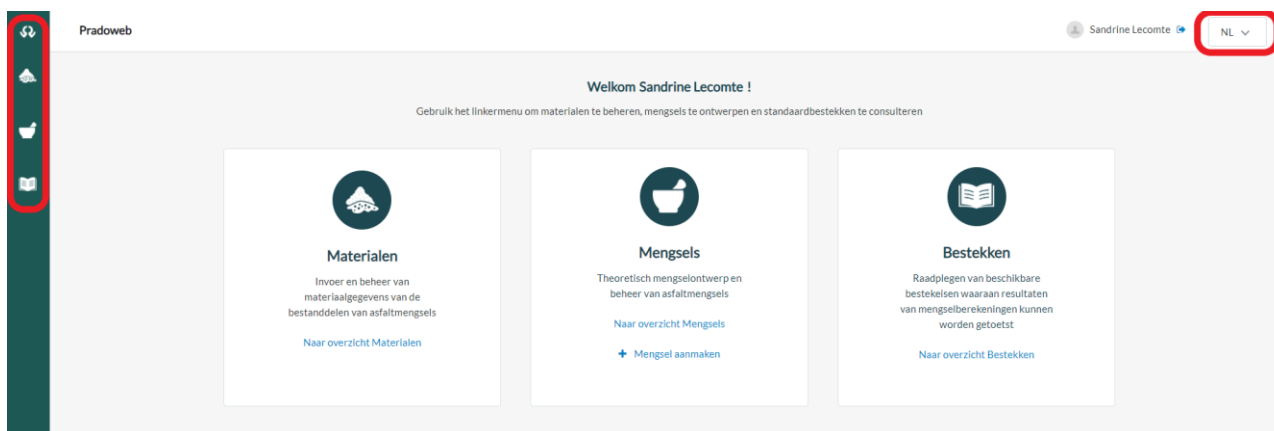 Pradoweb
Sandrine Lecomte
NL
Welkom Sandrine Lecomte !
Gebruik het linkermenu om materialen te beheren, mengsels te ontwerpen en standaardbestekken te consulteren
Materialen
Invoer en beheer van
materiaalgegevens van de
bestanddelen van asfaltmengsels
Naar overzicht Materialen
Mengsels
Theoretisch mengselontwerp en
beheer van asfaltmengsels
Naar overzicht Mengsels
+ Mengsel aanmaken
Bestekken
Raadplegen van beschikbare
bestekeisen waaraan resultaten
van mengselberekeningen kunnen
worden getoetst
Naar overzicht Bestekken